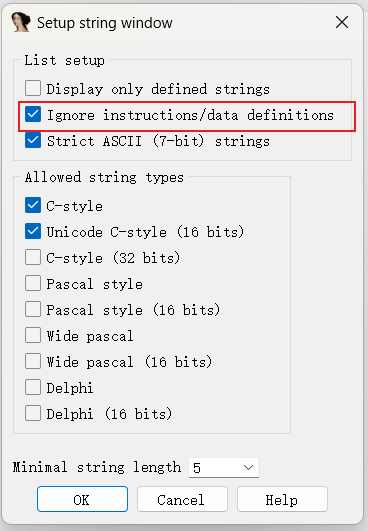 Setup string window
List setup
Display only defined strings
Ignore instructions/data definitions
Strict ASCII (7-bit) strings
Allowed string types
C-style
Unicode C-style (16 bits)
C-style (32 bits)
Pascal style
Pascal style (16 bits)
Wide pascal
Wide pascal (16 bits)
Delphi
Delphi (16 bits)
Minimal string length 5
OK Cancel Help